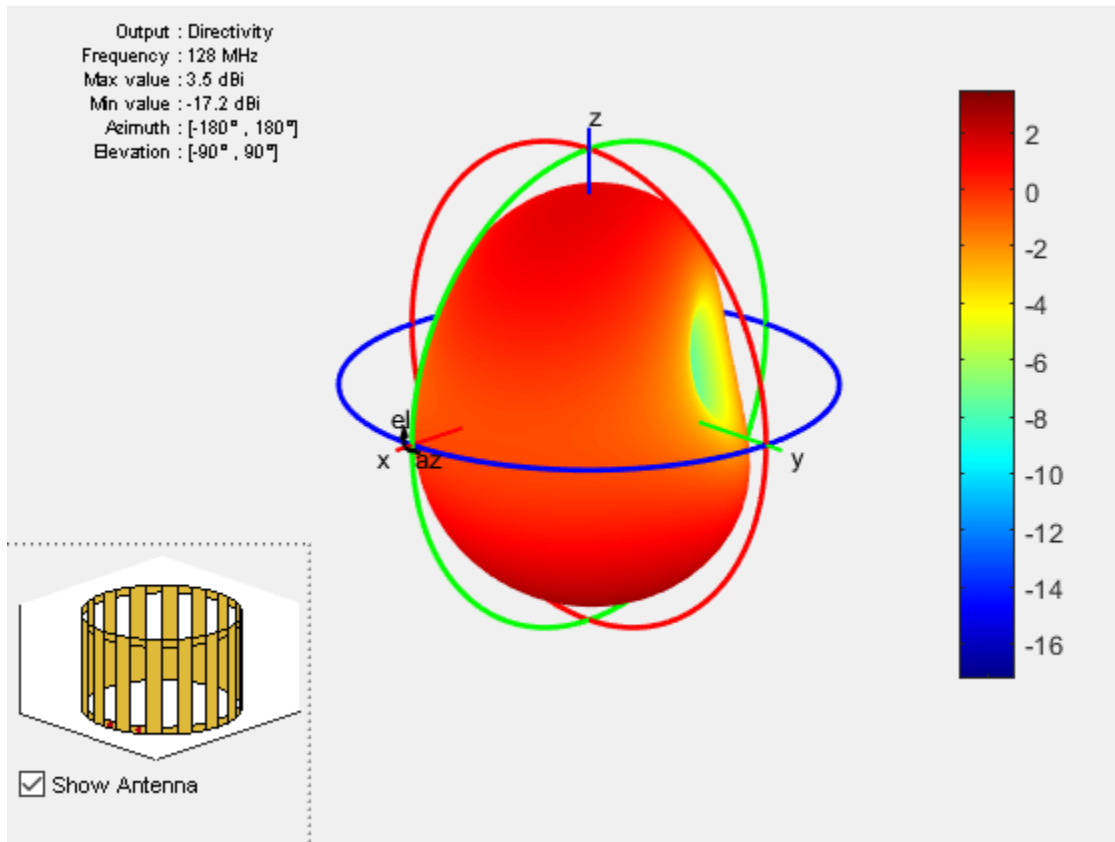 Output : Directivity
Frequency : 128 MHz
Max value : 3.5 dBi
Min value : -17.2 dBi
Azimuth : [-180° , 180°]
Elevation : [-90° , 90°]
z
2
0
-2
-4
-6
-8
-10
-12
-14
-16
el
x
az
y
Show Antenna